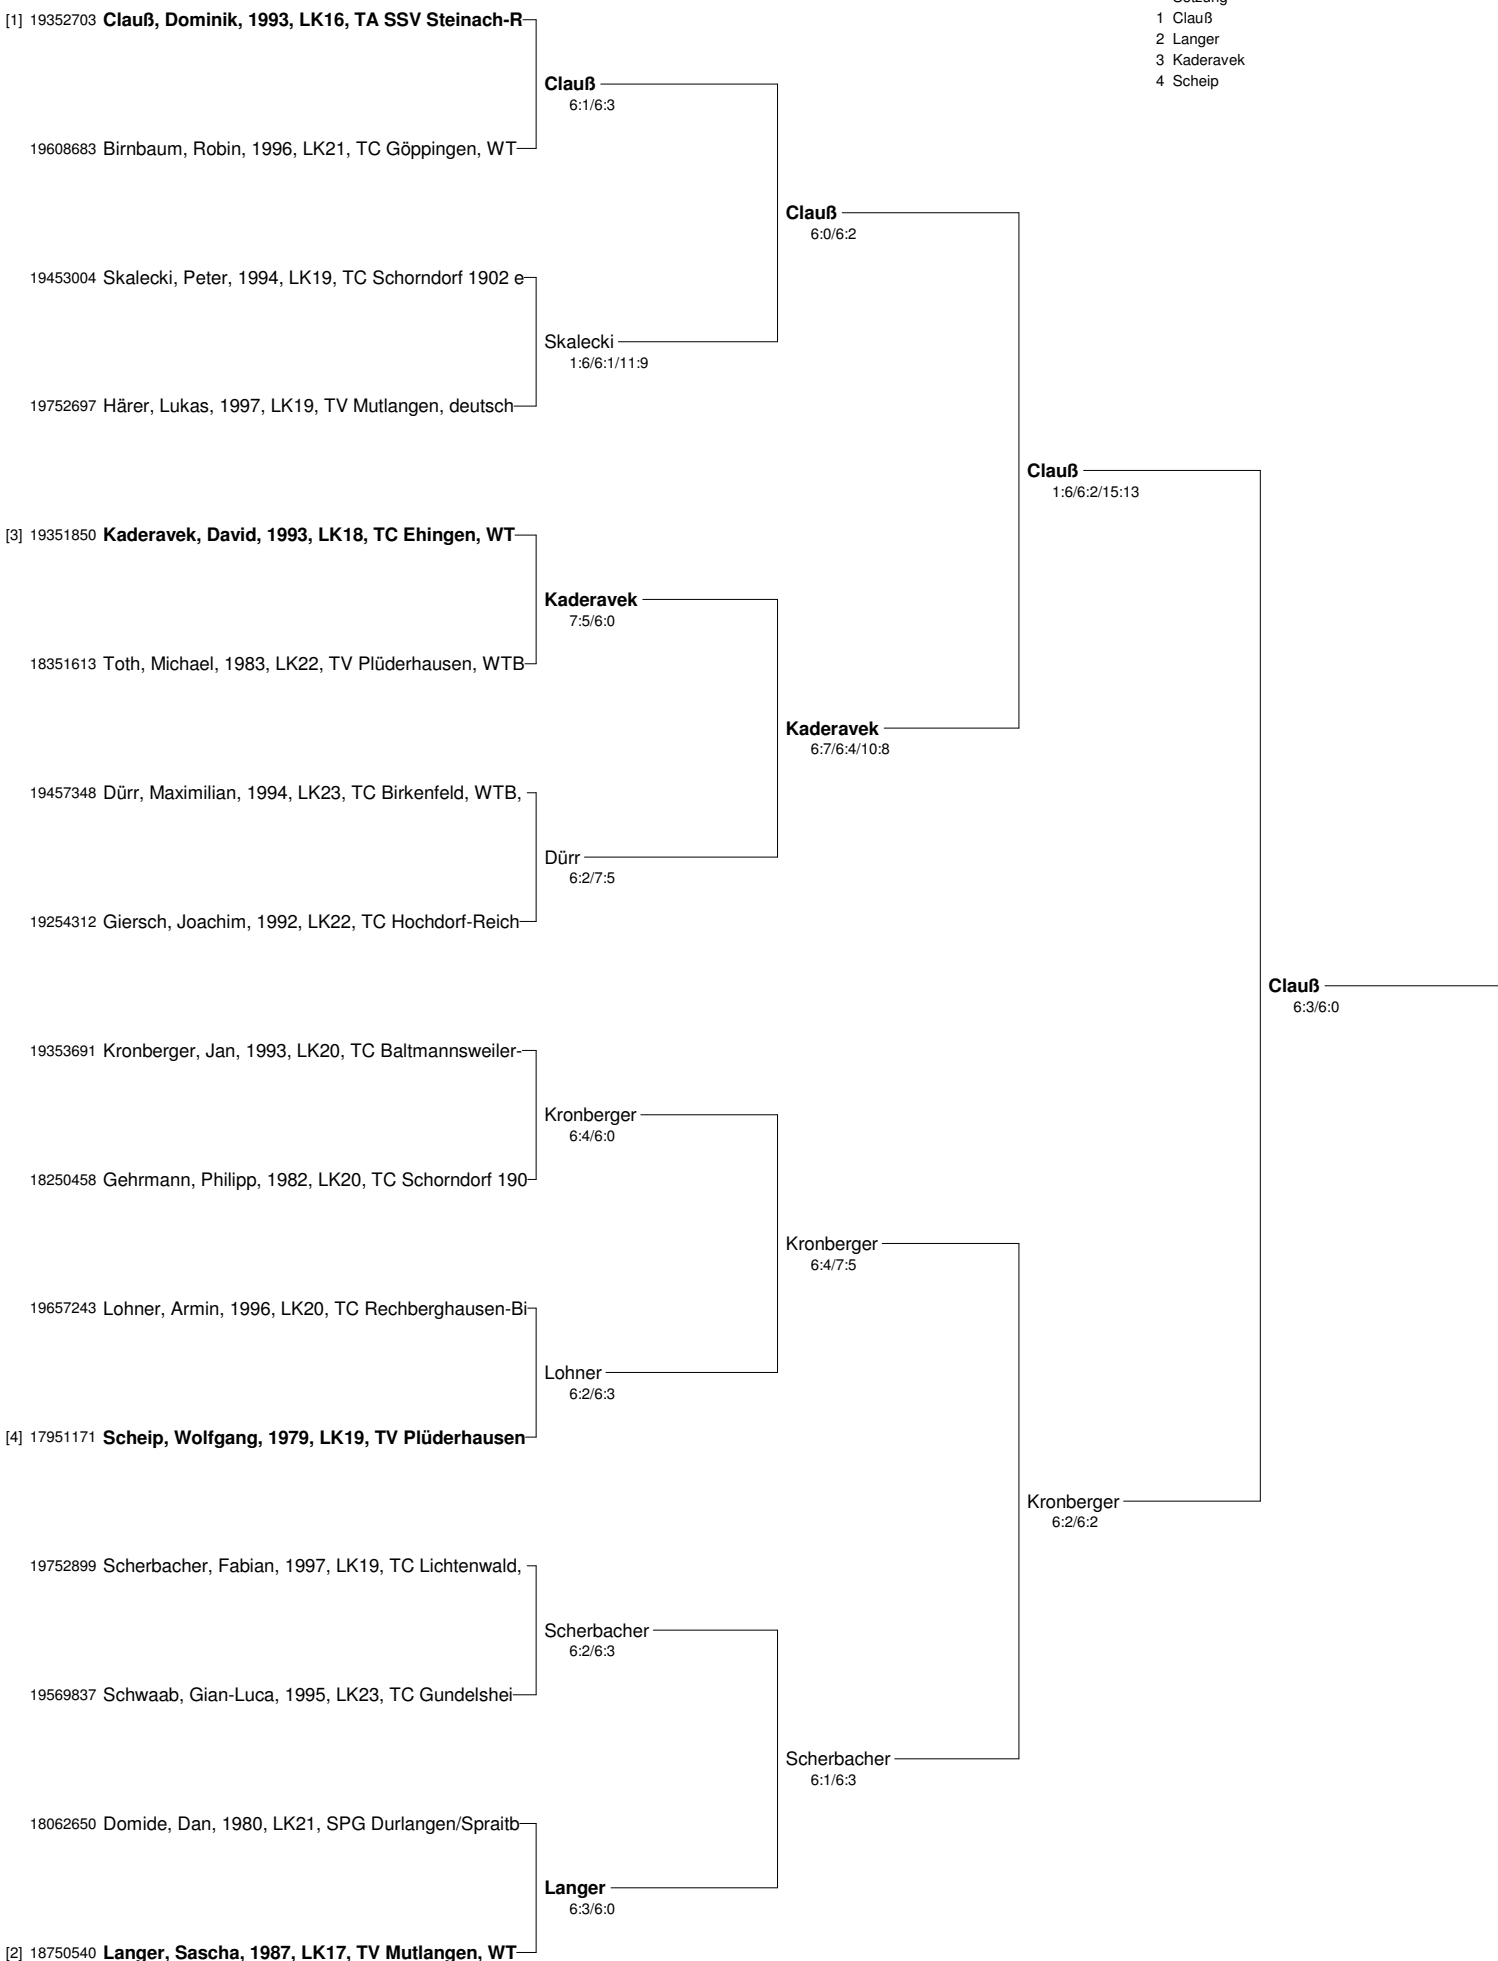 Setzung
[1] 19352703 Clauß, Dominik, 1993, LK16, TA SSV Steinach-R
1 Clauß
2 Langer
3 Kaderavek
4 Scheip
Clauß
6:1/6:3
19608683 Birnbaum, Robin, 1996, LK21, TC Göppingen, WT
Clauß
6:0/6:2
19453004 Skalecki, Peter, 1994, LK19, TC Schorndorf 1902 e
Skalecki
1:6/6:1/11:9
19752697 Härer, Lukas, 1997, LK19, TV Mutlangen, deutsch
Clauß
1:6/6:2/15:13
[3] 19351850 Kaderavek, David, 1993, LK18, TC Ehingen, WT
Kaderavek
7:5/6:0
18351613 Toth, Michael, 1983, LK22, TV Plüderhausen, WTB
Kaderavek
6:7/6:4/10:8
19457348 Dürr, Maximilian, 1994, LK23, TC Birkenfeld, WTB,
Dürr
6:2/7:5
19254312 Giersch, Joachim, 1992, LK22, TC Hochdorf-Reich
Clauß
6:3/6:0
19353691 Kronberger, Jan, 1993, LK20, TC Baltmannsweiler-
Kronberger
6:4/6:0
18250458 Gehrmann, Philipp, 1982, LK20, TC Schorndorf 190
Kronberger
6:4/7:5
19657243 Lohner, Armin, 1996, LK20, TC Rechberghausen-Bi
Lohner
6:2/6:3
[4] 17951171 Scheip, Wolfgang, 1979, LK19, TV Plüderhausen
Kronberger
6:2/6:2
19752899 Scherbacher, Fabian, 1997, LK19, TC Lichtenwald,
Scherbacher
6:2/6:3
19569837 Schwaab, Gian-Luca, 1995, LK23, TC Gundelshei
Scherbacher
6:1/6:3
18062650 Domide, Dan, 1980, LK21, SPG Durlangen/Spraitb
Langer
6:3/6:0
[2] 18750540 Langer, Sascha, 1987, LK17, TV Mutlangen, WT